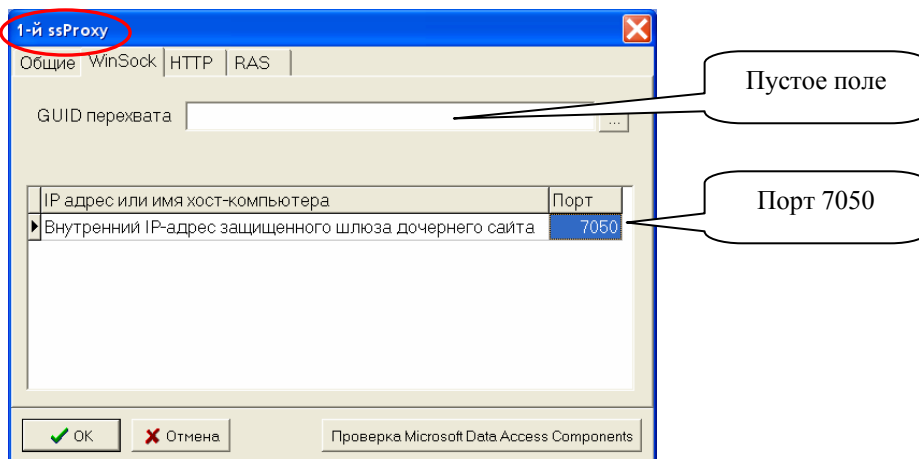 1-й ssProxy
Общие WinSock HTTP RAS
Пустое поле
GUID перехвата ...
IP адрес или имя хост-компьютера Порт
Порт 7050
Внутренний IP-адрес защищенного шлюза дочернего сайта 7050
OK Отмена Проверка Microsoft Data Access Components